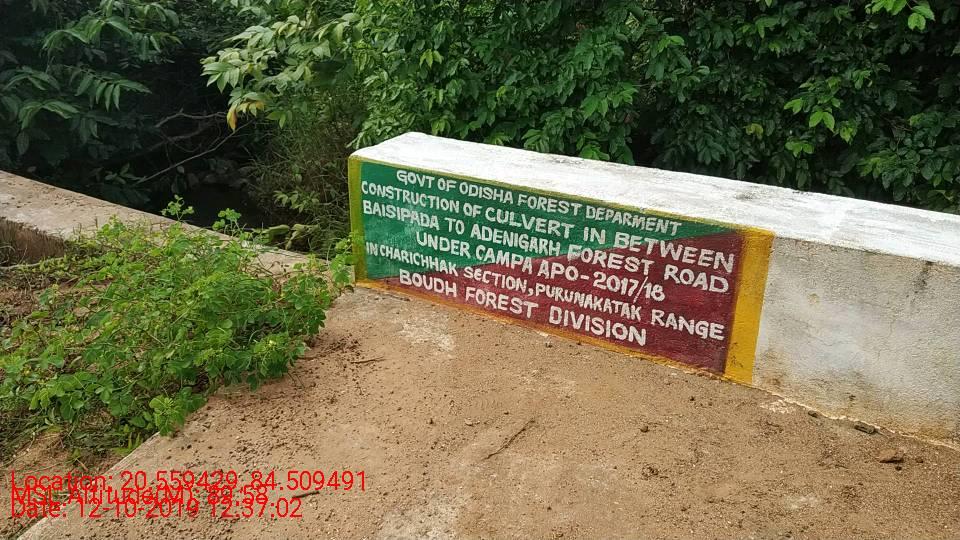 GOVT OF ODISHA FOREST DEPARMENT
CONSTRUCTION OF CULVERT IN BETWEEN
BAISIPADA TO ADENIGARH FOREST ROAD
UNDER CAMPA APO-2017/18
IN CHARICHHAK SECTION, PURUNAKATAK RANGE
BOUDH FOREST DIVISION
Location: 20.559429 84.509491
MSL Altitude(M):
Date: 12-10-2019 12:37:02